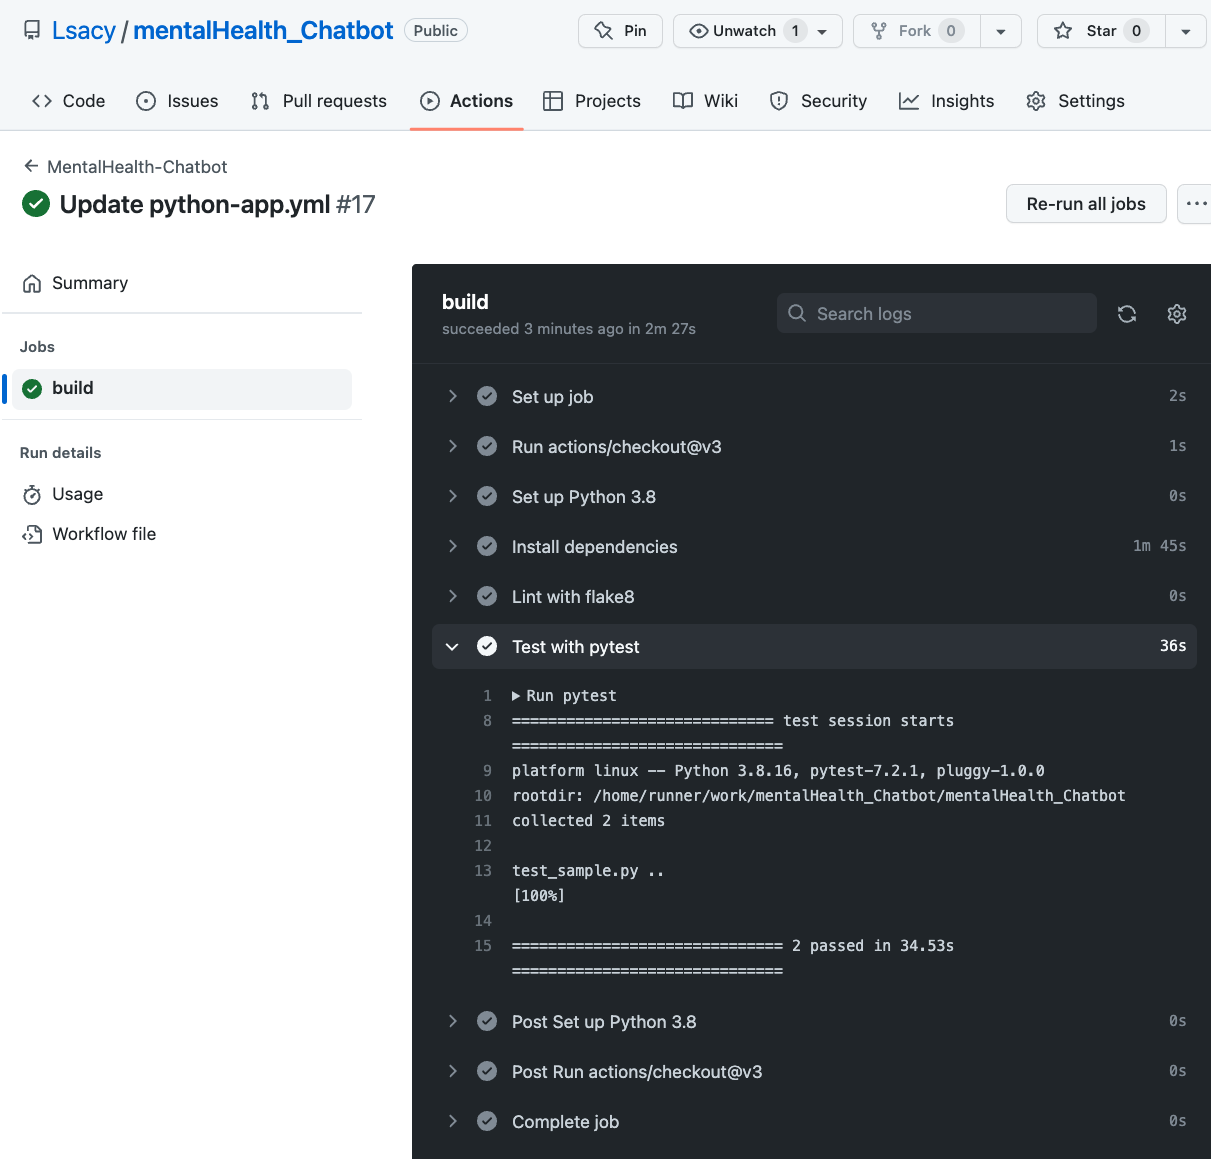 Lsacy / mentalHealth_Chatbot Public Pin Unwatch 1 Fork 0 Star 0
Code Issues Pull requests Actions Projects Wiki Security Insights Settings
MentalHealth-Chatbot
Update python-app.yml #17
Re-run all jobs
Summary
Jobs
build
Run details
Usage
Workflow file
build
succeeded 3 minutes ago in 2m 27s
Search logs
Set up job 2s
Run actions/checkout@v3 1s
Set up Python 3.8 0s
Install dependencies 1m 45s
Lint with flake8 0s
Test with pytest 36s
1 Run pytest
8 ============================= test session starts
==============================
9 platform linux -- Python 3.8.16, pytest-7.2.1, pluggy-1.0.0
10 rootdir: /home/runner/work/mentalHealth_Chatbot/mentalHealth_Chatbot
11 collected 2 items
12
13 test_sample.py ..
[100%]
14
15 ============================== 2 passed in 34.53s
==============================
Post Set up Python 3.8 0s
Post Run actions/checkout@v3 0s
Complete job 0s